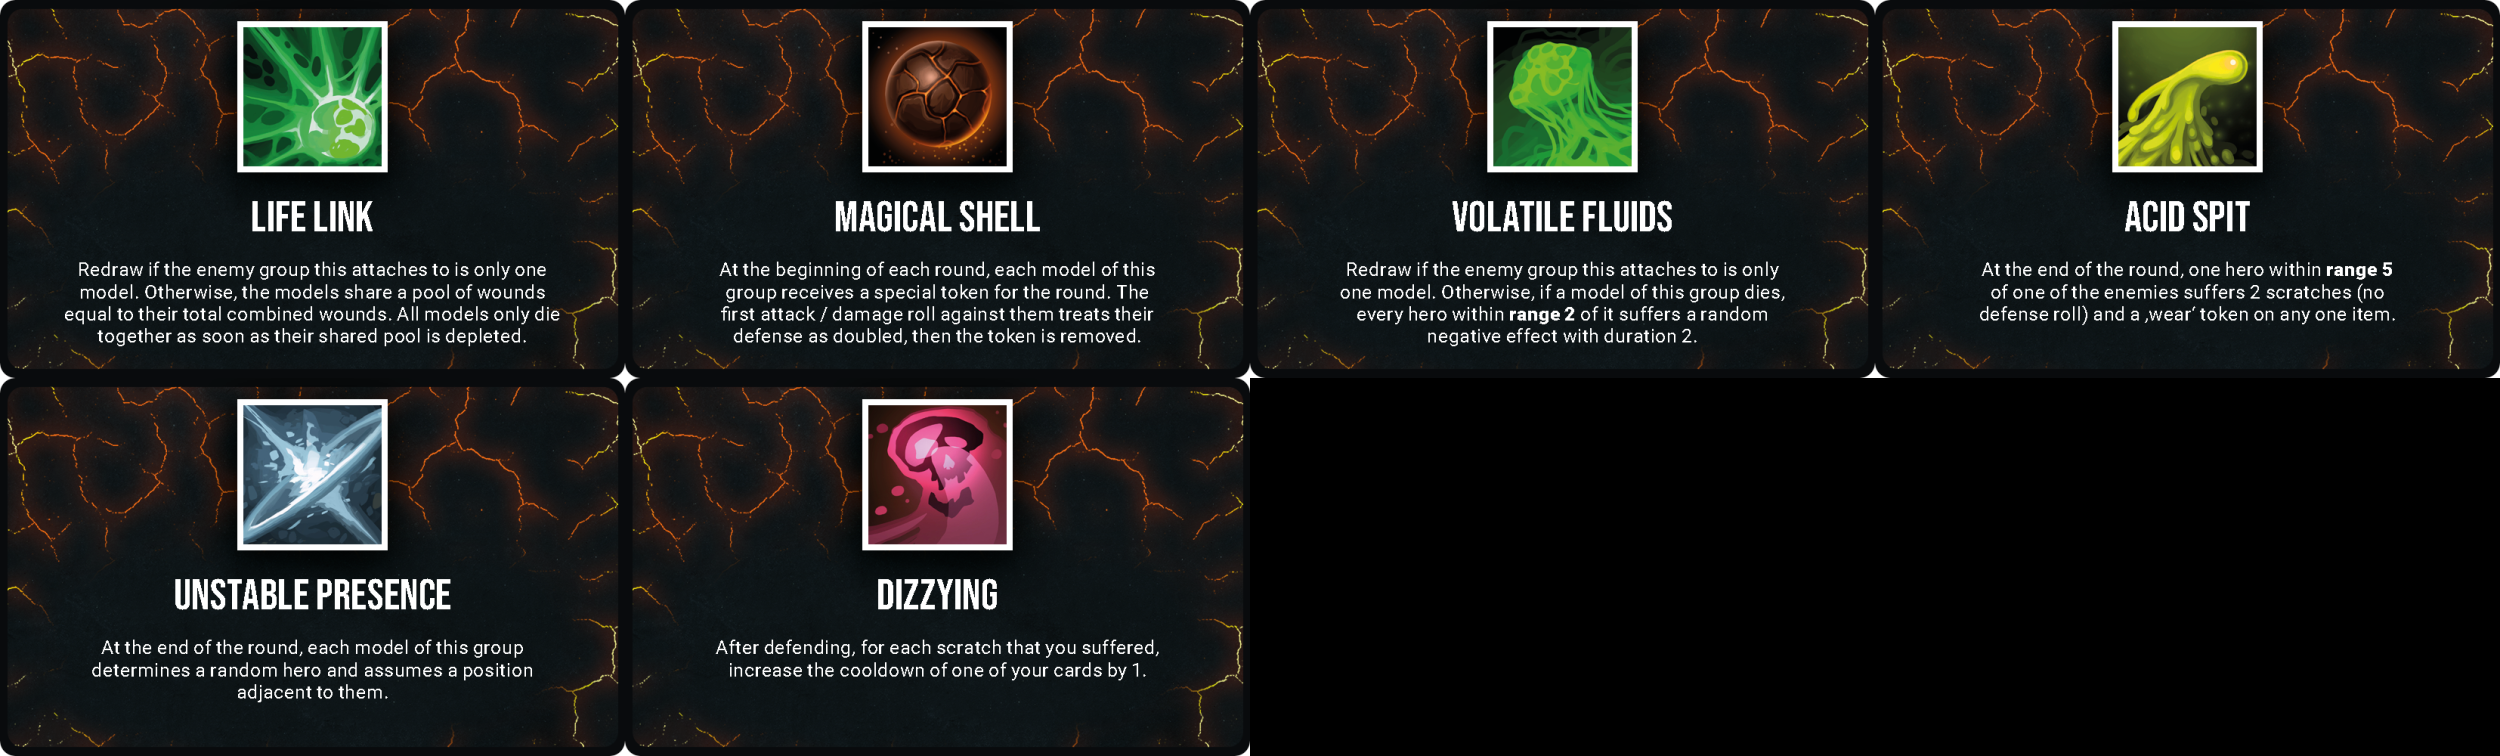 LIFE LINK
Redraw if the enemy group this attaches to is only one
model. Otherwise, the models share a pool of wounds
equal to their total combined wounds. All models only die
together as soon as their shared pool is depleted.
MAGICAL SHELL
At the beginning of each round, each model of this
group receives a special token for the round. The
first attack / damage roll against them treats their
defense as doubled, then the token is removed.
VOLATILE FLUIDS
Redraw if the enemy group this attaches to is only
one model. Otherwise, if a model of this group dies,
every hero within range 2 of it suffers a random
negative effect with duration 2.
ACID SPIT
At the end of the round, one hero within range 5
of one of the enemies suffers 2 scratches (no
defense roll) and a ‚wear‘ token on any one item.
UNSTABLE PRESENCE
At the end of the round, each model of this group
determines a random hero and assumes a position
adjacent to them.
DIZZYING
After defending, for each scratch that you suffered,
increase the cooldown of one of your cards by 1.